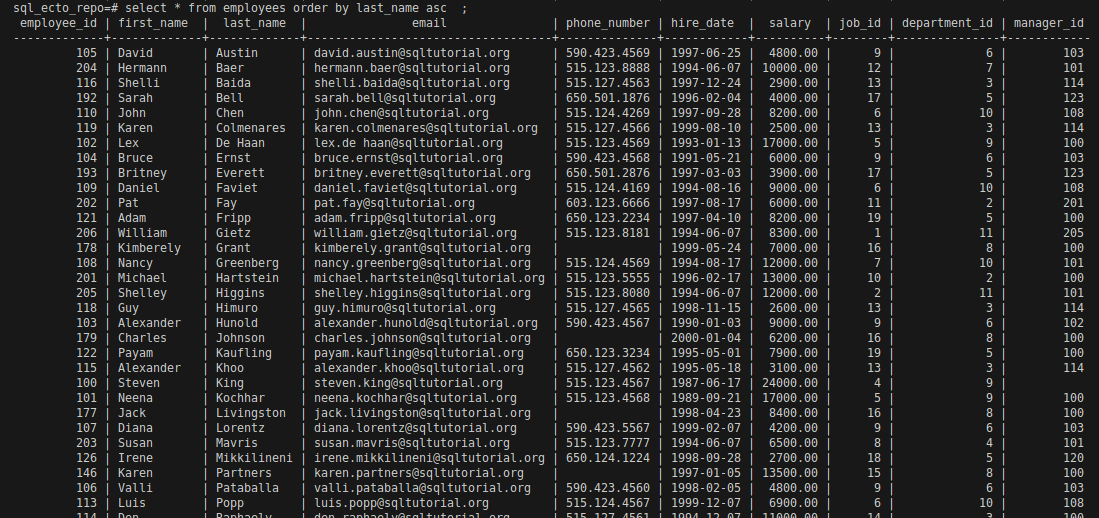 sql_ecto_repo=# select * from employees order by last_name asc  ;
 employee_id | first_name  |  last_name  |               email               | phone_number | hire_date  |  salary  | job_id | department_id | manager_id
-------------+-------------+-------------+-----------------------------------+--------------+------------+----------+--------+---------------+------------
         105 | David       | Austin      | david.austin@sqltutorial.org      | 590.423.4569 | 1997-06-25 |  4800.00 |      9 |             6 |        103
         204 | Hermann     | Baer        | hermann.baer@sqltutorial.org      | 515.123.8888 | 1994-06-07 | 10000.00 |     12 |             7 |        101
         116 | Shelli      | Baida       | shelli.baida@sqltutorial.org      | 515.127.4563 | 1997-12-24 |  2900.00 |     13 |             3 |        114
         192 | Sarah       | Bell        | sarah.bell@sqltutorial.org        | 650.501.1876 | 1996-02-04 |  4000.00 |     17 |             5 |        123
         110 | John        | Chen        | john.chen@sqltutorial.org         | 515.124.4269 | 1997-09-28 |  8200.00 |      6 |            10 |        108
         119 | Karen       | Colmenares  | karen.colmenares@sqltutorial.org  | 515.127.4566 | 1999-08-10 |  2500.00 |     13 |             3 |        114
         102 | Lex         | De Haan     | lex.de haan@sqltutorial.org       | 515.123.4569 | 1993-01-13 | 17000.00 |      5 |             9 |        100
         104 | Bruce       | Ernst       | bruce.ernst@sqltutorial.org       | 590.423.4568 | 1991-05-21 |  6000.00 |      9 |             6 |        103
         193 | Britney     | Everett     | britney.everett@sqltutorial.org   | 650.501.2876 | 1997-03-03 |  3900.00 |     17 |             5 |        123
         109 | Daniel      | Faviet      | daniel.faviet@sqltutorial.org     | 515.124.4169 | 1994-08-16 |  9000.00 |      6 |            10 |        108
         202 | Pat         | Fay         | pat.fay@sqltutorial.org           | 603.123.6666 | 1997-08-17 |  6000.00 |     11 |             2 |        201
         121 | Adam        | Fripp       | adam.fripp@sqltutorial.org        | 650.123.2234 | 1997-04-10 |  8200.00 |     19 |             5 |        100
         206 | William     | Gietz       | william.gietz@sqltutorial.org     | 515.123.8181 | 1994-06-07 |  8300.00 |      1 |            11 |        205
         178 | Kimberely   | Grant       | kimberely.grant@sqltutorial.org   |              | 1999-05-24 |  7000.00 |     16 |             8 |        100
         108 | Nancy       | Greenberg   | nancy.greenberg@sqltutorial.org   | 515.124.4569 | 1994-08-17 | 12000.00 |      7 |            10 |        101
         201 | Michael     | Hartstein   | michael.hartstein@sqltutorial.org | 515.123.5555 | 1996-02-17 | 13000.00 |     10 |             2 |        100
         205 | Shelley     | Higgins     | shelley.higgins@sqltutorial.org   | 515.123.8080 | 1994-06-07 | 12000.00 |      2 |            11 |        101
         118 | Guy         | Himuro      | guy.himuro@sqltutorial.org        | 515.127.4565 | 1998-11-15 |  2600.00 |     13 |             3 |        114
         103 | Alexander   | Hunold      | alexander.hunold@sqltutorial.org  | 590.423.4567 | 1990-01-03 |  9000.00 |      9 |             6 |        102
         179 | Charles     | Johnson     | charles.johnson@sqltutorial.org   |              | 2000-01-04 |  6200.00 |     16 |             8 |        100
         122 | Payam       | Kaufling    | payam.kaufling@sqltutorial.org    | 650.123.3234 | 1995-05-01 |  7900.00 |     19 |             5 |        100
         115 | Alexander   | Khoo        | alexander.khoo@sqltutorial.org    | 515.127.4562 | 1995-05-18 |  3100.00 |     13 |             3 |        114
         100 | Steven      | King        | steven.king@sqltutorial.org       | 515.123.4567 | 1987-06-17 | 24000.00 |      4 |             9 |
         101 | Neena       | Kochhar     | neena.kochhar@sqltutorial.org     | 515.123.4568 | 1989-09-21 | 17000.00 |      5 |             9 |        100
         177 | Jack        | Livingston  | jack.livingston@sqltutorial.org   |              | 1998-04-23 |  8400.00 |     16 |             8 |        100
         107 | Diana       | Lorentz     | diana.lorentz@sqltutorial.org     | 590.423.5567 | 1999-02-07 |  4200.00 |      9 |             6 |        103
         203 | Susan       | Mavris      | susan.mavris@sqltutorial.org      | 515.123.7777 | 1994-06-07 |  6500.00 |      8 |             4 |        101
         126 | Irene       | Mikkilineni | irene.mikkilineni@sqltutorial.org | 650.124.1224 | 1998-09-28 |  2700.00 |     18 |             5 |        120
         146 | Karen       | Partners    | karen.partners@sqltutorial.org    |              | 1997-01-05 | 13500.00 |     15 |             8 |        100
         106 | Valli       | Pataballa   | valli.pataballa@sqltutorial.org   | 590.423.4560 | 1998-02-05 |  4800.00 |      9 |             6 |        103
         113 | Luis        | Popp        | luis.popp@sqltutorial.org         | 515.124.4567 | 1999-12-07 |  6900.00 |      6 |            10 |        108
         114 | Den         | Raphaely    | den.raphaely@sqltutorial.org      | 515.127.4561 | 1994-12-07 | 11000.00 |     14 |             3 |        100